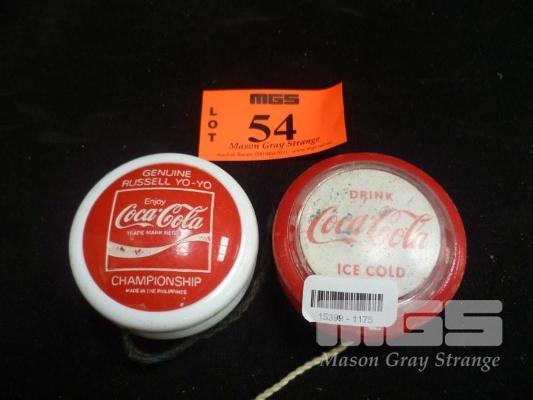 MGS
LOT
54
Mason Gray Strange
GENUINE
RUSSELL YO-YO
Enjoy
Coca-Cola
TRADE MARK REG
CHAMPIONSHIP
MADE IN THE PHILIPPINES
DRINK
Coca-Cola
ICE COLD
15399 - 1175
MGS
Mason Gray Strange